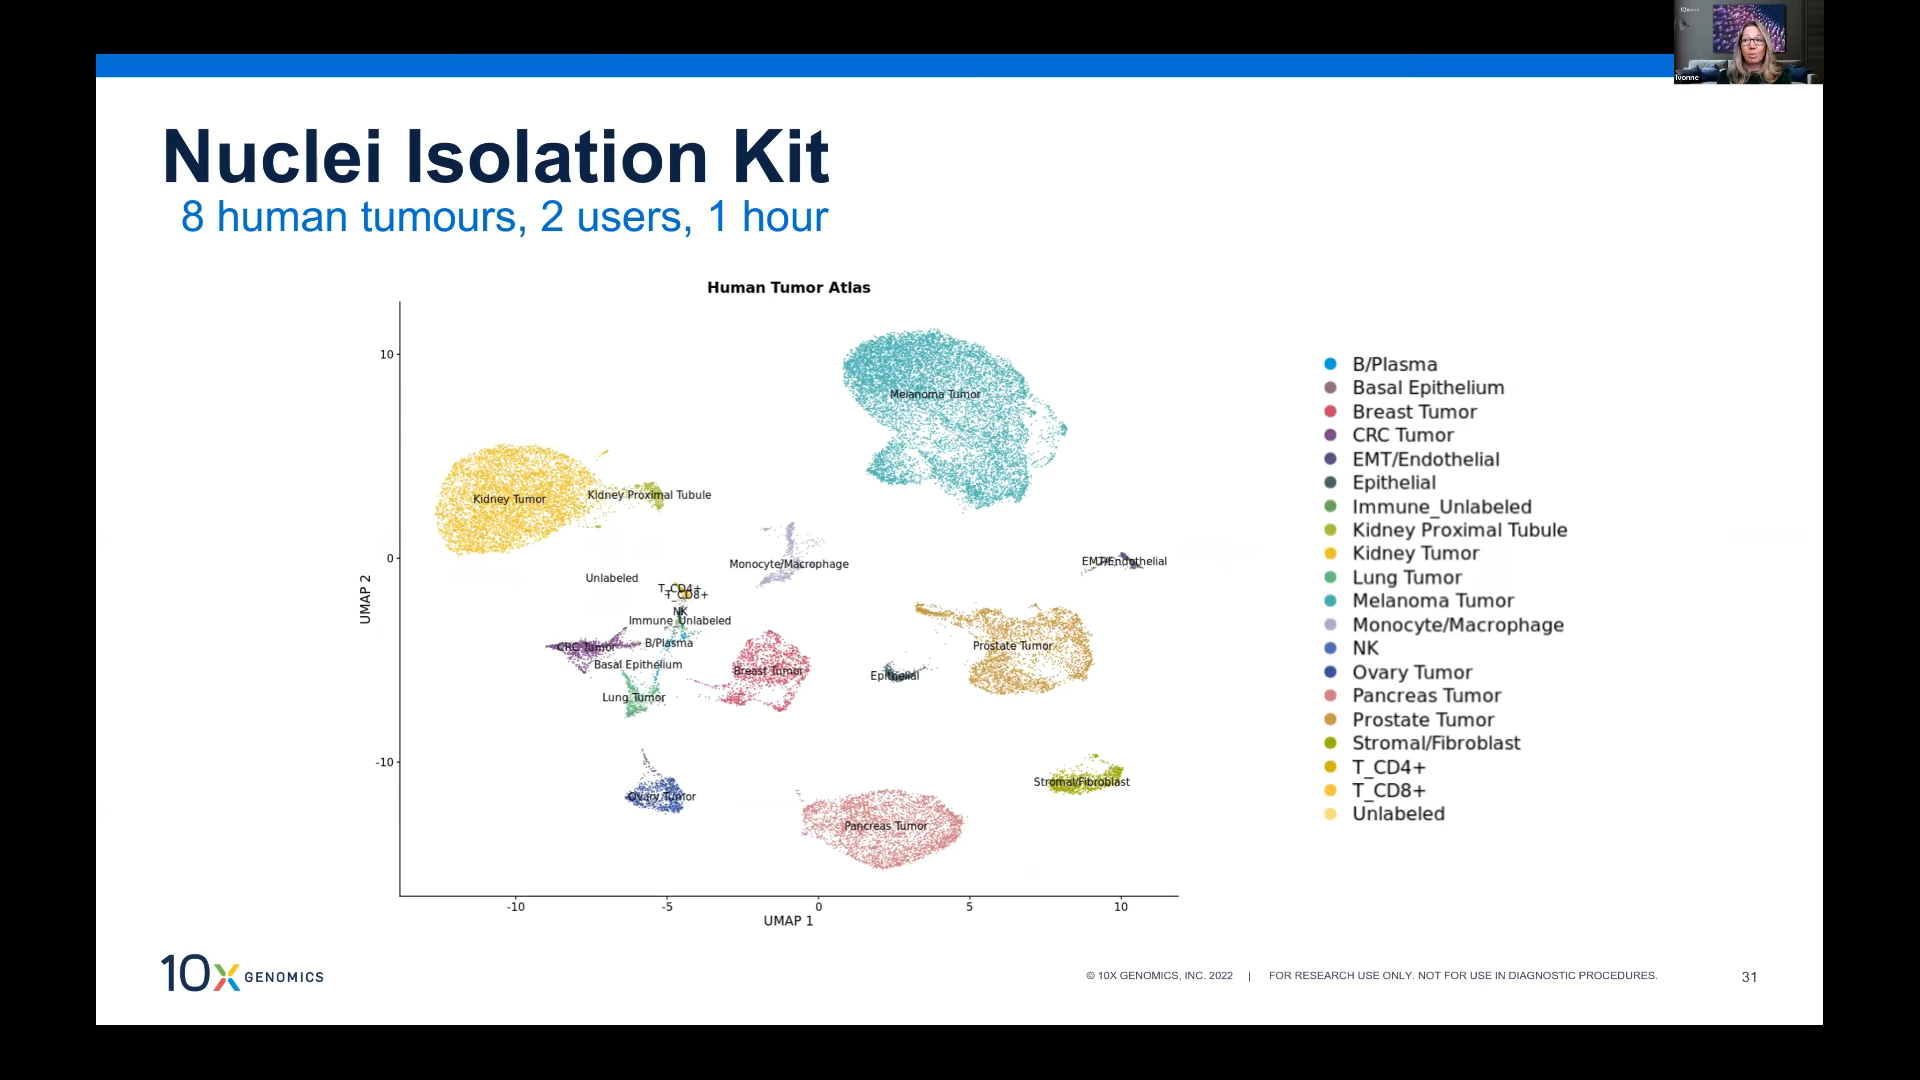 10x
Ivonne
Nuclei Isolation Kit
8 human tumours, 2 users, 1 hour
Human Tumor Atlas
10
0
-10
UMAP 2
Melanoma Tumor
Kidney Tumor
Kidney Proximal Tubule
Monocyte/Macrophage
EMT/Endothelial
Unlabeled
T_CD4+
T_CD8+
NK
Immune_Unlabeled
B/Plasma
CRC Tumor
Prostate Tumor
Basal Epithelium
Breast Tumor
Epithelial
Lung Tumor
Stromal/Fibroblast
Ovary Tumor
Pancreas Tumor
-10
-5
0
5
10
UMAP 1
B/Plasma
Basal Epithelium
Breast Tumor
CRC Tumor
EMT/Endothelial
Epithelial
Immune_Unlabeled
Kidney Proximal Tubule
Kidney Tumor
Lung Tumor
Melanoma Tumor
Monocyte/Macrophage
NK
Ovary Tumor
Pancreas Tumor
Prostate Tumor
Stromal/Fibroblast
T_CD4+
T_CD8+
Unlabeled
10x GENOMICS
© 10X GENOMICS, INC. 2022 | FOR RESEARCH USE ONLY. NOT FOR USE IN DIAGNOSTIC PROCEDURES.
31